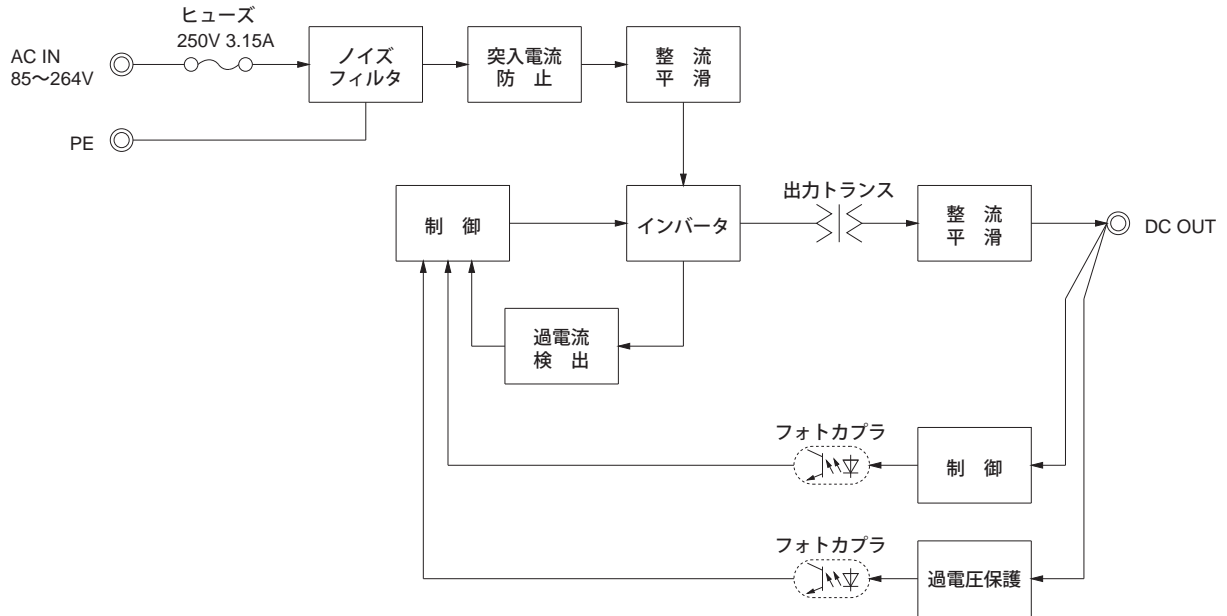 ヒューズ
250V 3.15A
AC IN
85～264V
PE
ノイズ
フィルタ
突入電流
防 止
整 流
平 滑
制 御
インバータ
出力トランス
整 流
平 滑
DC OUT
過電流
検 出
フォトカプラ
制 御
フォトカプラ
過電圧保護